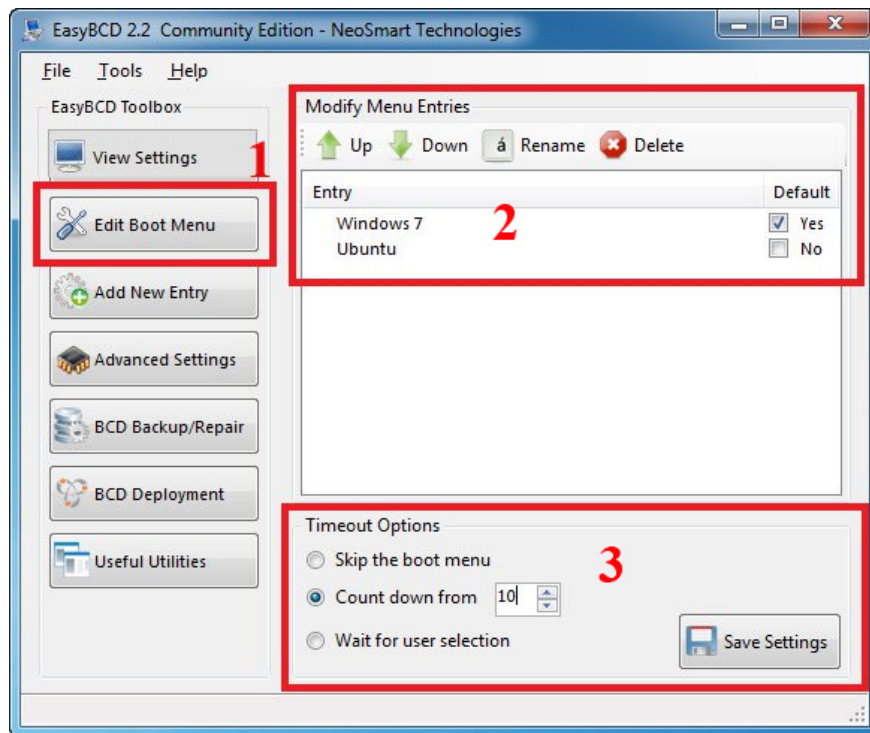 EasyBCD 2.2 Community Edition - NeoSmart Technologies
File Tools Help
EasyBCD Toolbox
View Settings
1
Edit Boot Menu
Add New Entry
Advanced Settings
BCD Backup/Repair
BCD Deployment
Useful Utilities
Modify Menu Entries
Up Down á Rename Delete
Entry Default
Windows 7 Yes
Ubuntu No
2
Timeout Options
Skip the boot menu
3
Count down from 10
Wait for user selection
Save Settings